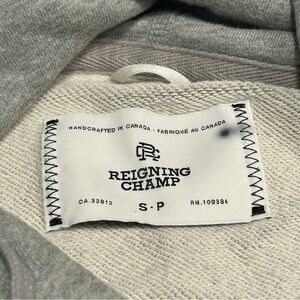 HANDCRAFTED IN CANADA · FABRIQUÉ AU CANADA
RC
REIGNING
CHAMP
CA.32812 S·P RN.109384